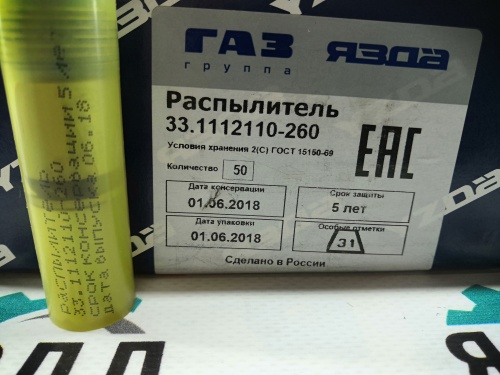 ГАЗ
группа
ЯЗДА
Распылитель
33.1112110-260
Условия хранения 2(С) ГОСТ 15150-69
Количество 50
EAC
Дата консервации
01.06.2018
Срок защиты
5 лет
Дата упаковки
01.06.2018
Особые отметки
31
Сделано в России
распылитель
33.1112110-260
срок консервации 5 лет
дата выпуска 06.18